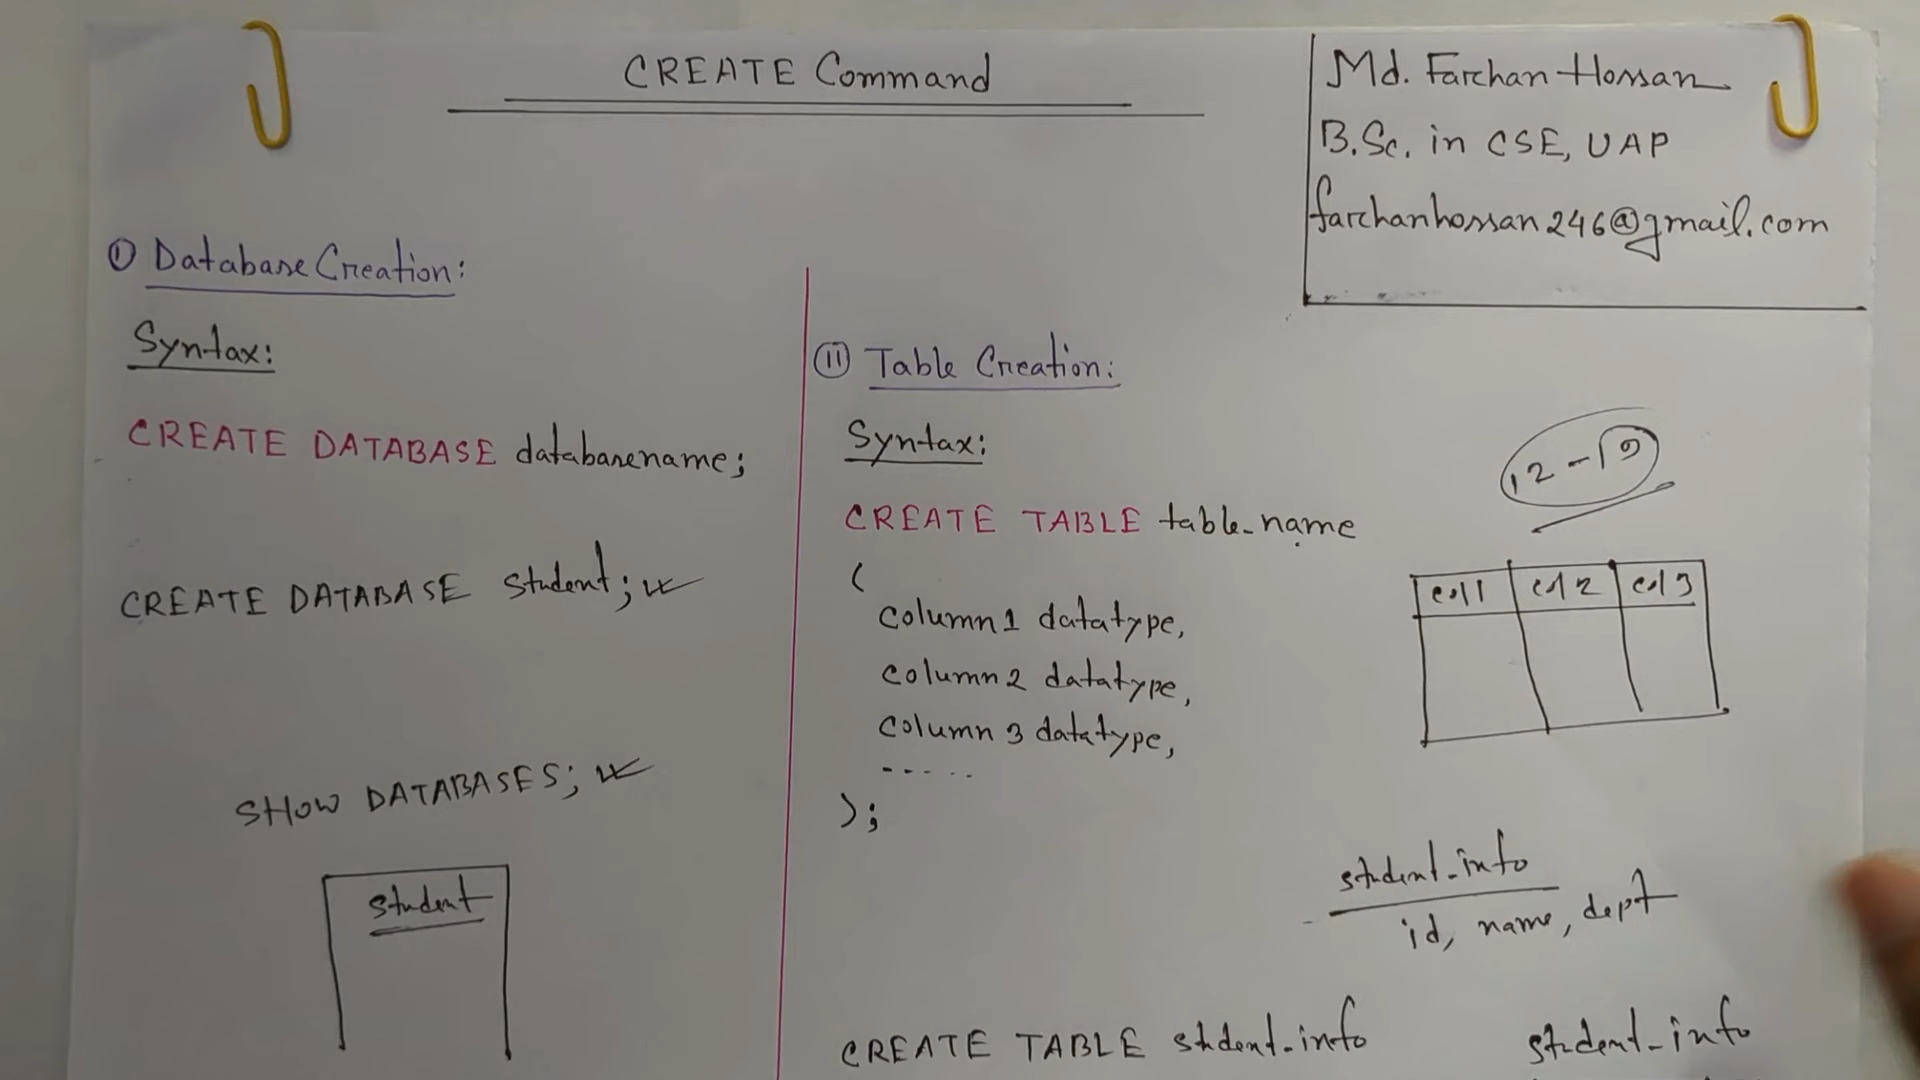 CREATE Command
Md. Farhan Hossan
B.Sc. in CSE, UAP
farhanhossan246@gmail.com
① Database Creation:
Syntax:
CREATE DATABASE databasename;
CREATE DATABASE student;
SHOW DATABASES;
student
⑪ Table Creation:
Syntax:
CREATE TABLE table_name
(
column1 datatype,
column2 datatype,
column3 datatype,
-----
);
col1 col2 col3
student_info
id, name, dept
CREATE TABLE student_info
student_info